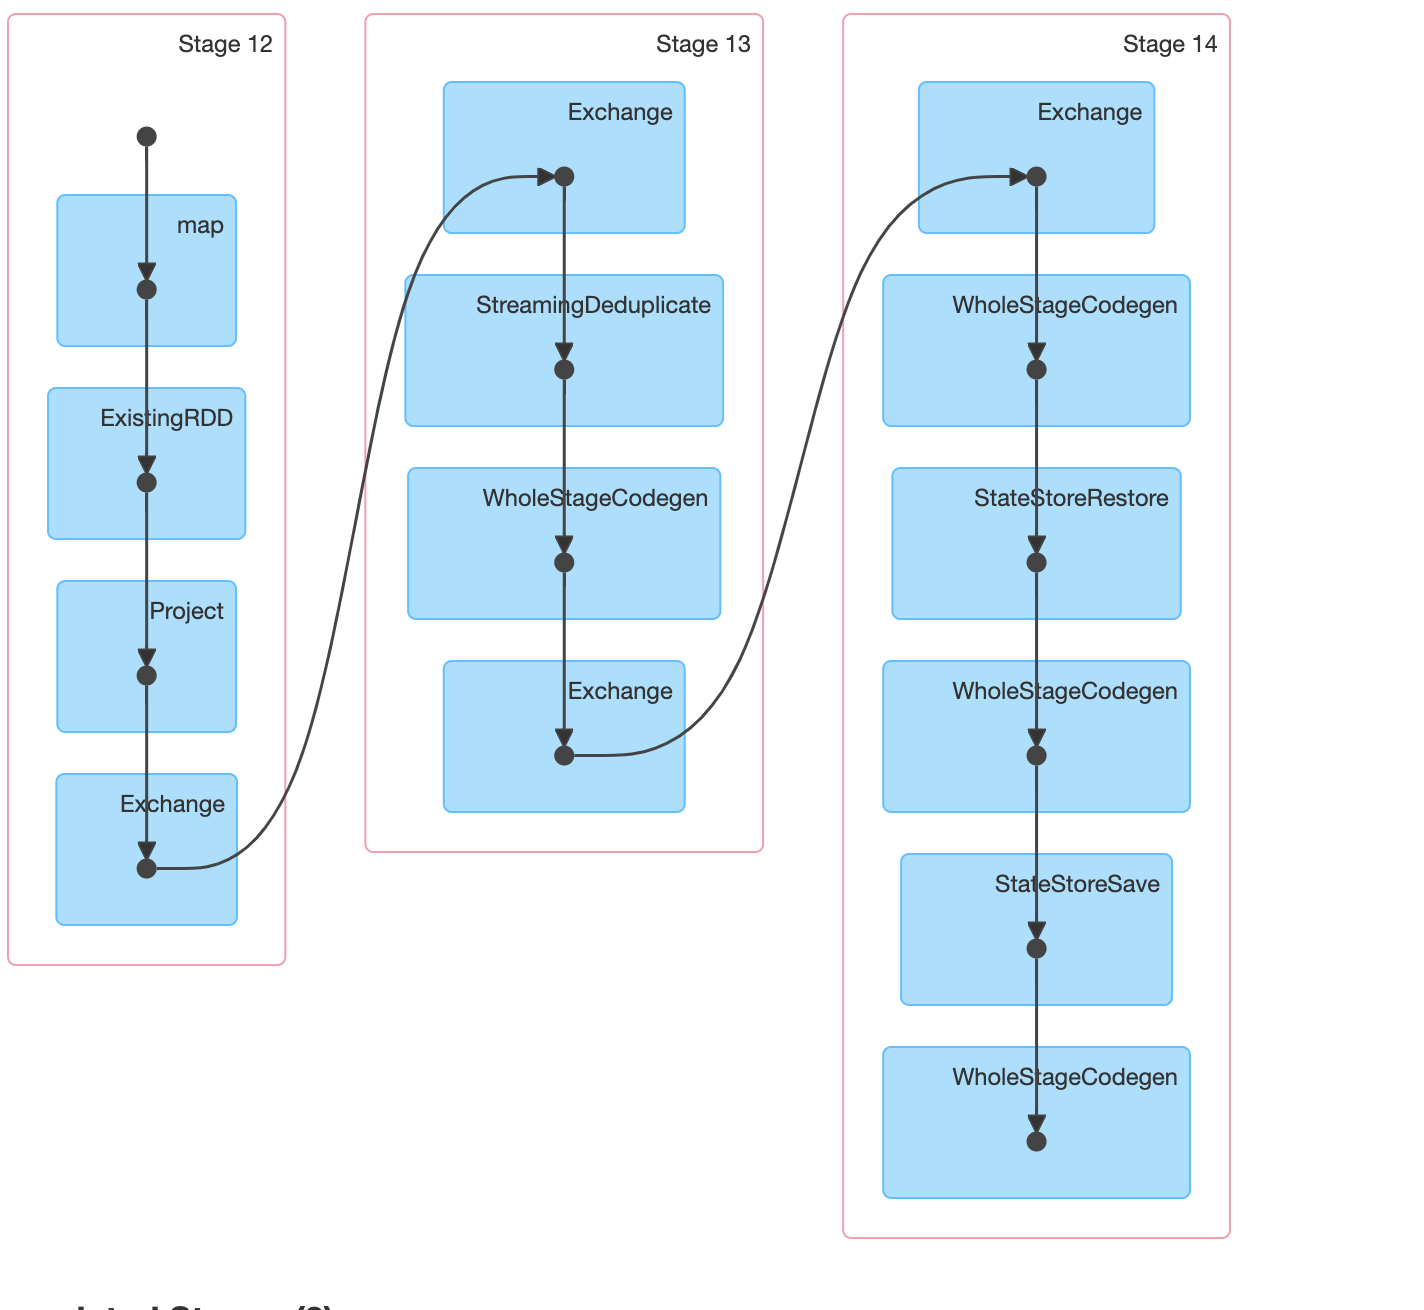 Stage 12
map
ExistingRDD
Project
Exchange
Stage 13
Exchange
StreamingDeduplicate
WholeStageCodegen
Exchange
Stage 14
Exchange
WholeStageCodegen
StateStoreRestore
WholeStageCodegen
StateStoreSave
WholeStageCodegen